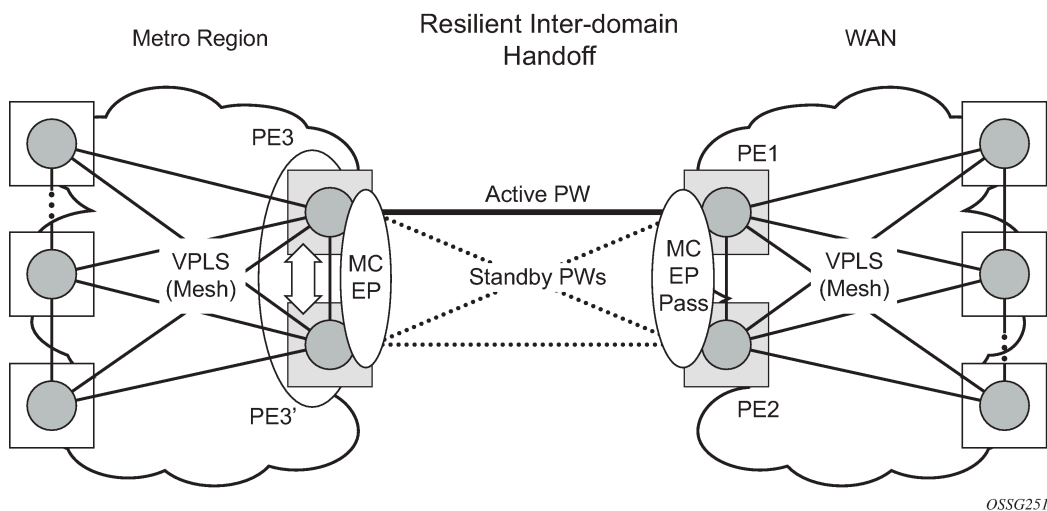 Resilient Inter-domain
Handoff
Metro Region
WAN
PE3
PE1
Active PW
VPLS
(Mesh)
MC
EP
Standby PWs
MC
EP
Pass
VPLS
(Mesh)
PE3’
PE2
OSSG251